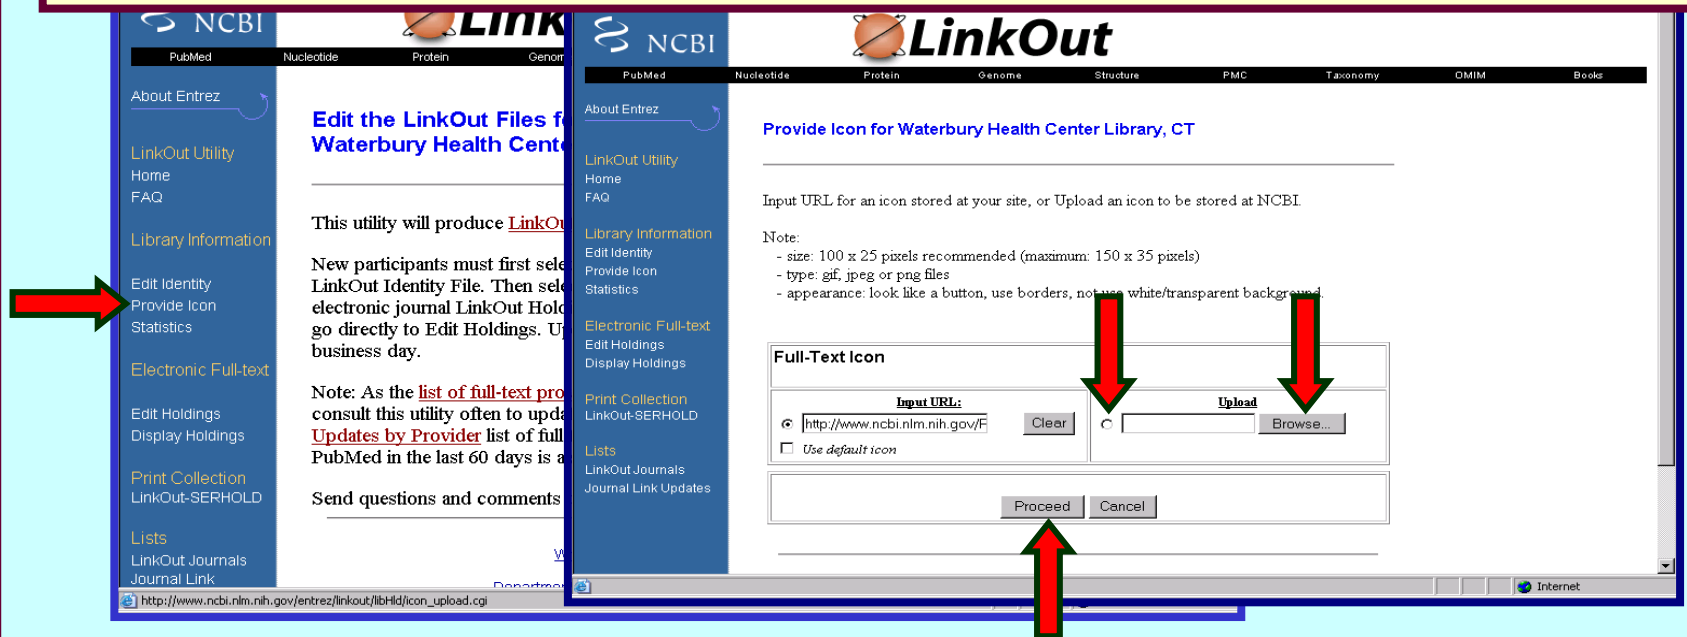 NCBI
LinkOut
PubMed Nucleotide Protein
About Entrez
LinkOut Utility
Home
FAQ
Library Information
Edit Identity
Provide Icon
Statistics
Electronic Full-text
Edit Holdings
Display Holdings
Print Collection
LinkOut-SERHOLD
Lists
LinkOut Journals
Journal Link
Edit the LinkOut Files
Waterbury Health
This utility will produce
New participants must first
LinkOut Identity File. Then
electronic journal LinkOut
go directly to Edit Holdings.
business day.
Note: As the list of full-text
consult this utility often to
Updates by Provider list of full
PubMed in the last 60 days is
Send questions and comments
http://www.ncbi.nlm.nih.gov/entrez/linkout/libHld/icon_upload.cgi
NCBI
LinkOut
PubMed Nucleotide Protein Genome Structure PMC Taxonomy OMIM Books
About Entrez
LinkOut Utility
Home
FAQ
Library Information
Edit Identity
Provide Icon
Statistics
Electronic Full-text
Edit Holdings
Display Holdings
Print Collection
LinkOut-SERHOLD
Lists
LinkOut Journals
Journal Link Updates
Provide Icon for Waterbury Health Center Library, CT
Input URL for an icon stored at your site, or Upload an icon to be stored at NCBI.
Note:
- size: 100 x 25 pixels recommended (maximum: 150 x 35 pixels)
- type: gif, jpeg or png files
- appearance: look like a button, use borders, not use white/transparent background.
Full-Text Icon
Input URL: Upload
http://www.ncbi.nlm.nih.gov/F Clear Browse...
Use default icon
Proceed Cancel
Internet